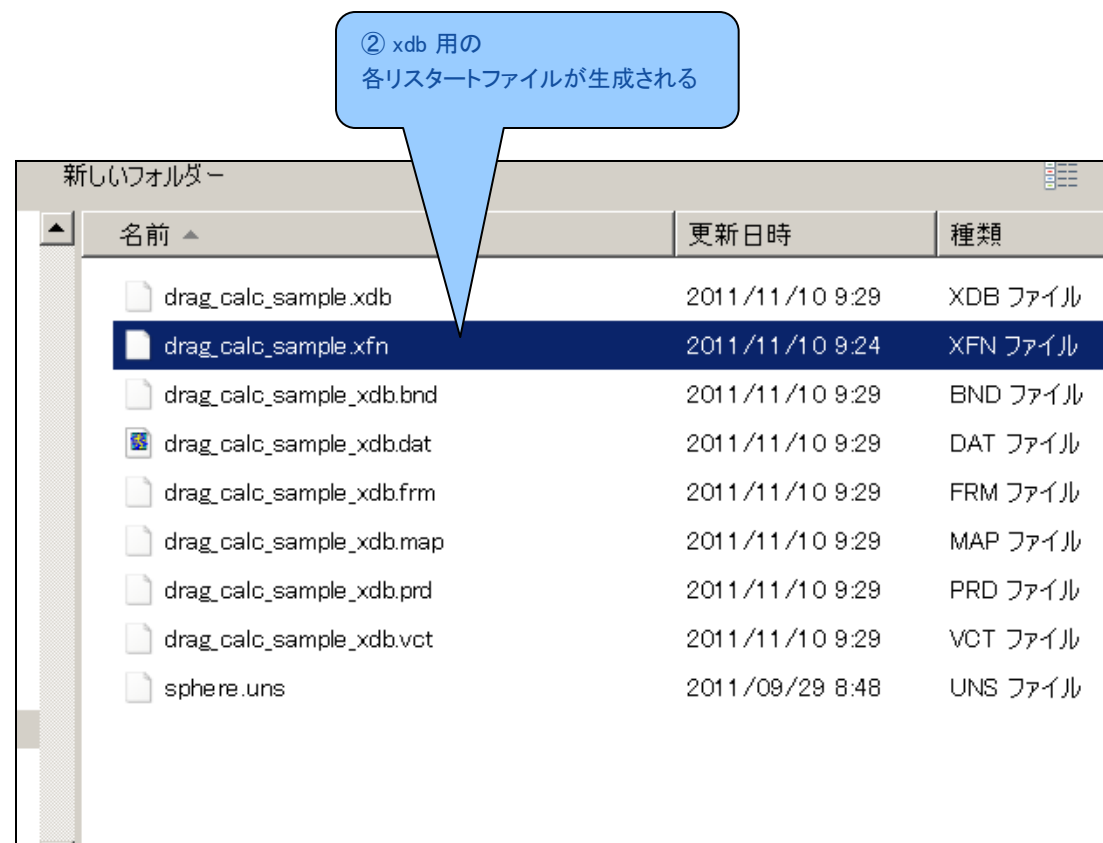 ② xdb 用の
各リスタートファイルが生成される
新しいフォルダー
名前 更新日時 種類
drag_calc_sample.xdb 2011/11/10 9:29 XDB ファイル
drag_calc_sample.xfn 2011/11/10 9:24 XFN ファイル
drag_calc_sample_xdb.bnd 2011/11/10 9:29 BND ファイル
drag_calc_sample_xdb.dat 2011/11/10 9:29 DAT ファイル
drag_calc_sample_xdb.frm 2011/11/10 9:29 FRM ファイル
drag_calc_sample_xdb.map 2011/11/10 9:29 MAP ファイル
drag_calc_sample_xdb.prd 2011/11/10 9:29 PRD ファイル
drag_calc_sample_xdb.vct 2011/11/10 9:29 VCT ファイル
sphere.uns 2011/09/29 8:48 UNS ファイル